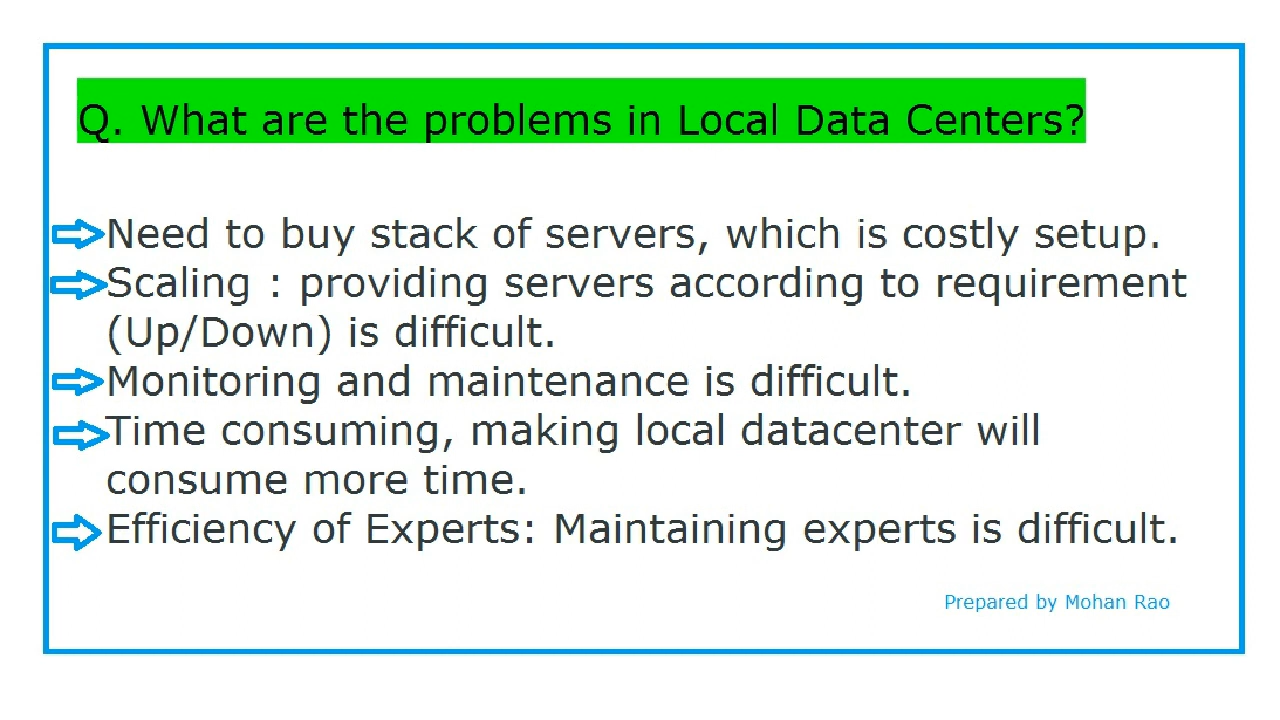 Q. What are the problems in Local Data Centers?
Need to buy stack of servers, which is costly setup.
Scaling : providing servers according to requirement
(Up/Down) is difficult.
Monitoring and maintenance is difficult.
Time consuming, making local datacenter will
consume more time.
Efficiency of Experts: Maintaining experts is difficult.
Prepared by Mohan Rao